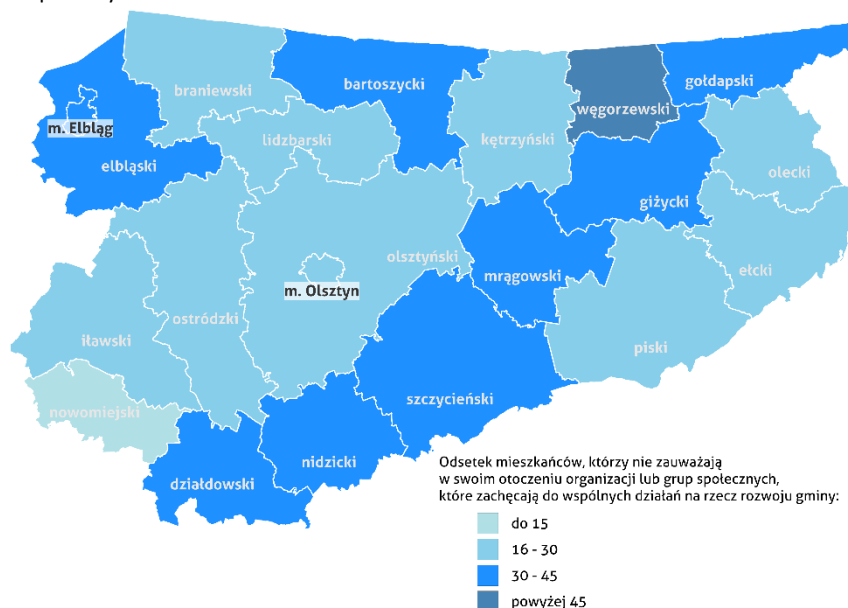 braniewski
bartoszycki
gołdapski
węgorzewski
m. Elbląg
lidzbarski
kętrzyński
elbląski
olecki
giżycki
olsztyński
mrągowski
ełcki
m. Olsztyn
ostródzki
iławski
piski
szczycieński
nowomiejski
nidzicki
działdowski
Odsetek mieszkańców, którzy nie zauważają
w swoim otoczeniu organizacji lub grup społecznych,
które zachęcają do wspólnych działań na rzecz rozwoju gminy:
do 15
16 - 30
30 - 45
powyżej 45